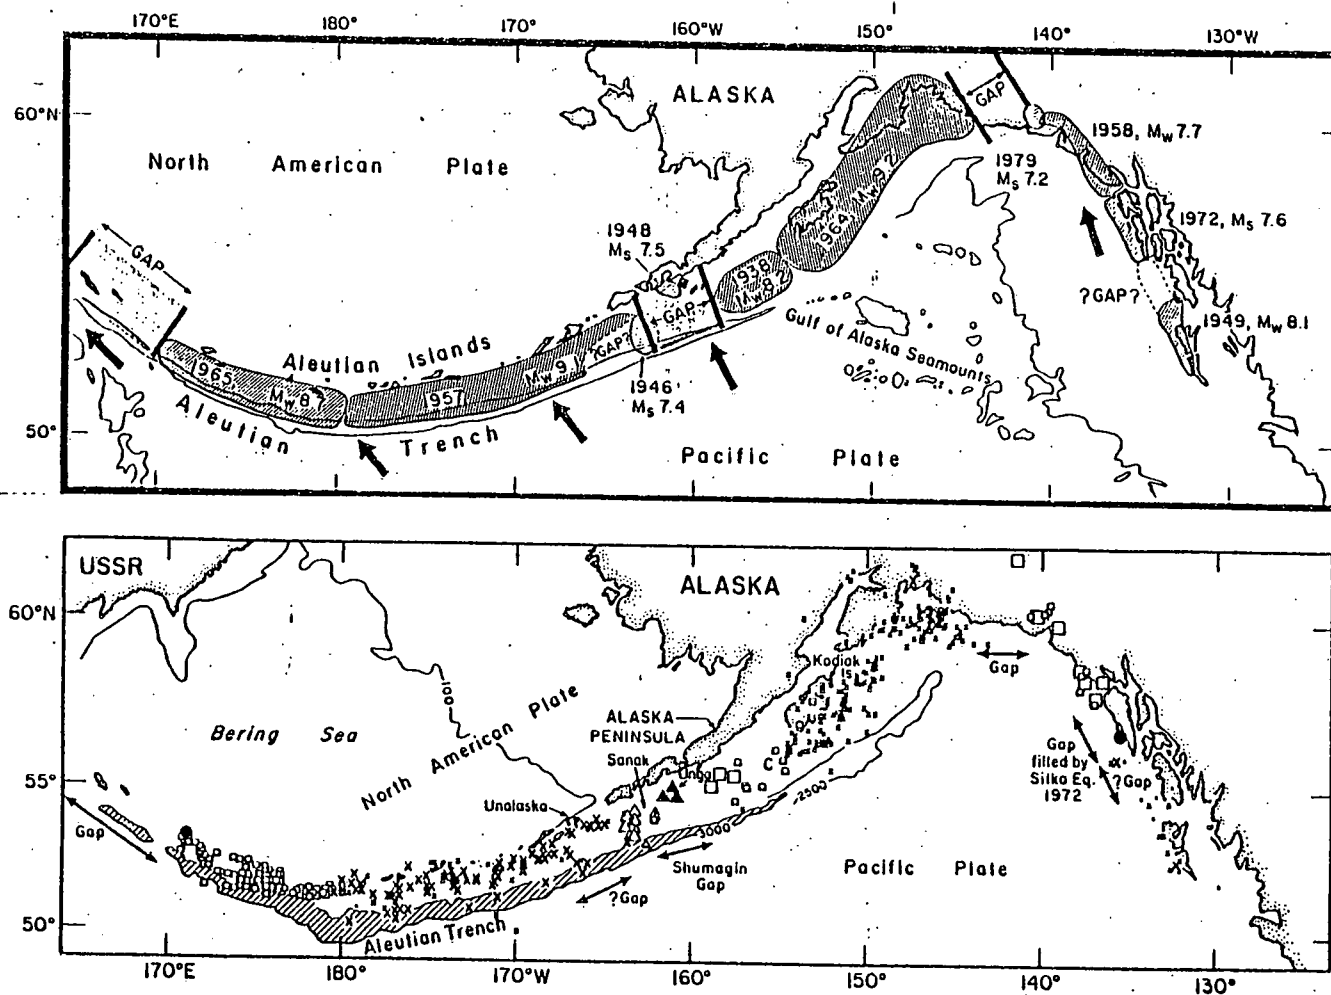 170°E 180° 170° 160°W 150° 140° 130°W
60°N
50°
ALASKA
GAP
1958, Mw 7.7
1979
Ms 7.2
North American Plate
1964, Mw 9.2
1972, Ms 7.6
GAP
1948
Ms 7.5
1938
Mw 8.2
GAP
?GAP?
1949, Mw 8.1
Gulf of Alaska Seamounts
Aleutian Islands
?GAP?
1965
Mw 8.7
1957
Mw 9.1
1946
Ms 7.4
Aleutian Trench
Pacific Plate
USSR
ALASKA
60°N
55°
50°
Kodiak
Is
Gap
Bering Sea
100
North American Plate
ALASKA
PENINSULA
Sanak
Unga
Unalaska
C
2500
3000
Gap
filled by
Sitka Eq.
1972
?Gap
Gap
Shumagin
Gap
?Gap
Pacific Plate
Aleutian Trench
170°E 180° 170°W 160° 150° 140° 130°